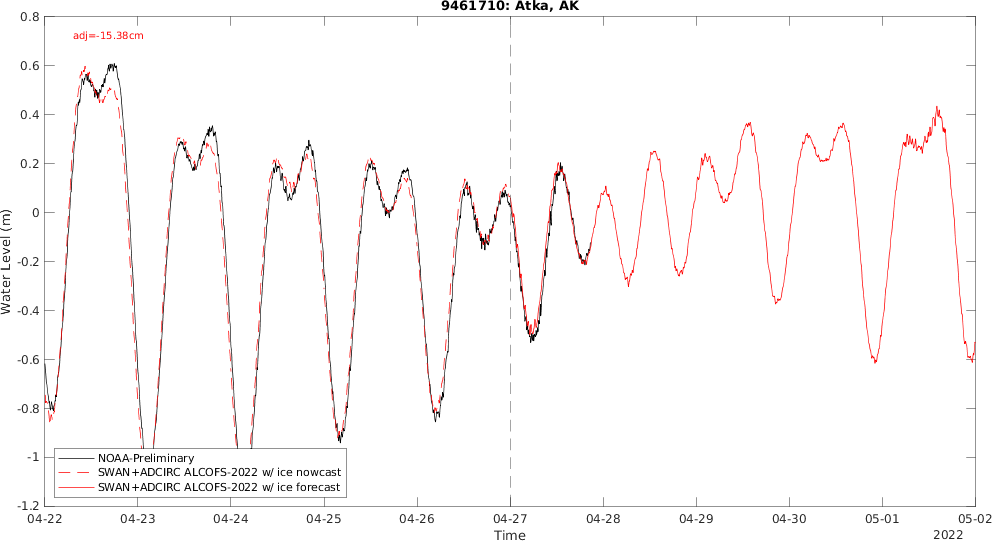 9461710: Atka, AK
adj=-15.38cm
Water Level (m)
0.8
0.6
0.4
0.2
0
-0.2
-0.4
-0.6
-0.8
-1
-1.2
NOAA-Preliminary
SWAN+ADCIRC ALCOFS-2022 w/ ice nowcast
SWAN+ADCIRC ALCOFS-2022 w/ ice forecast
04-22 04-23 04-24 04-25 04-26 04-27 04-28 04-29 04-30 05-01 05-02
Time
2022